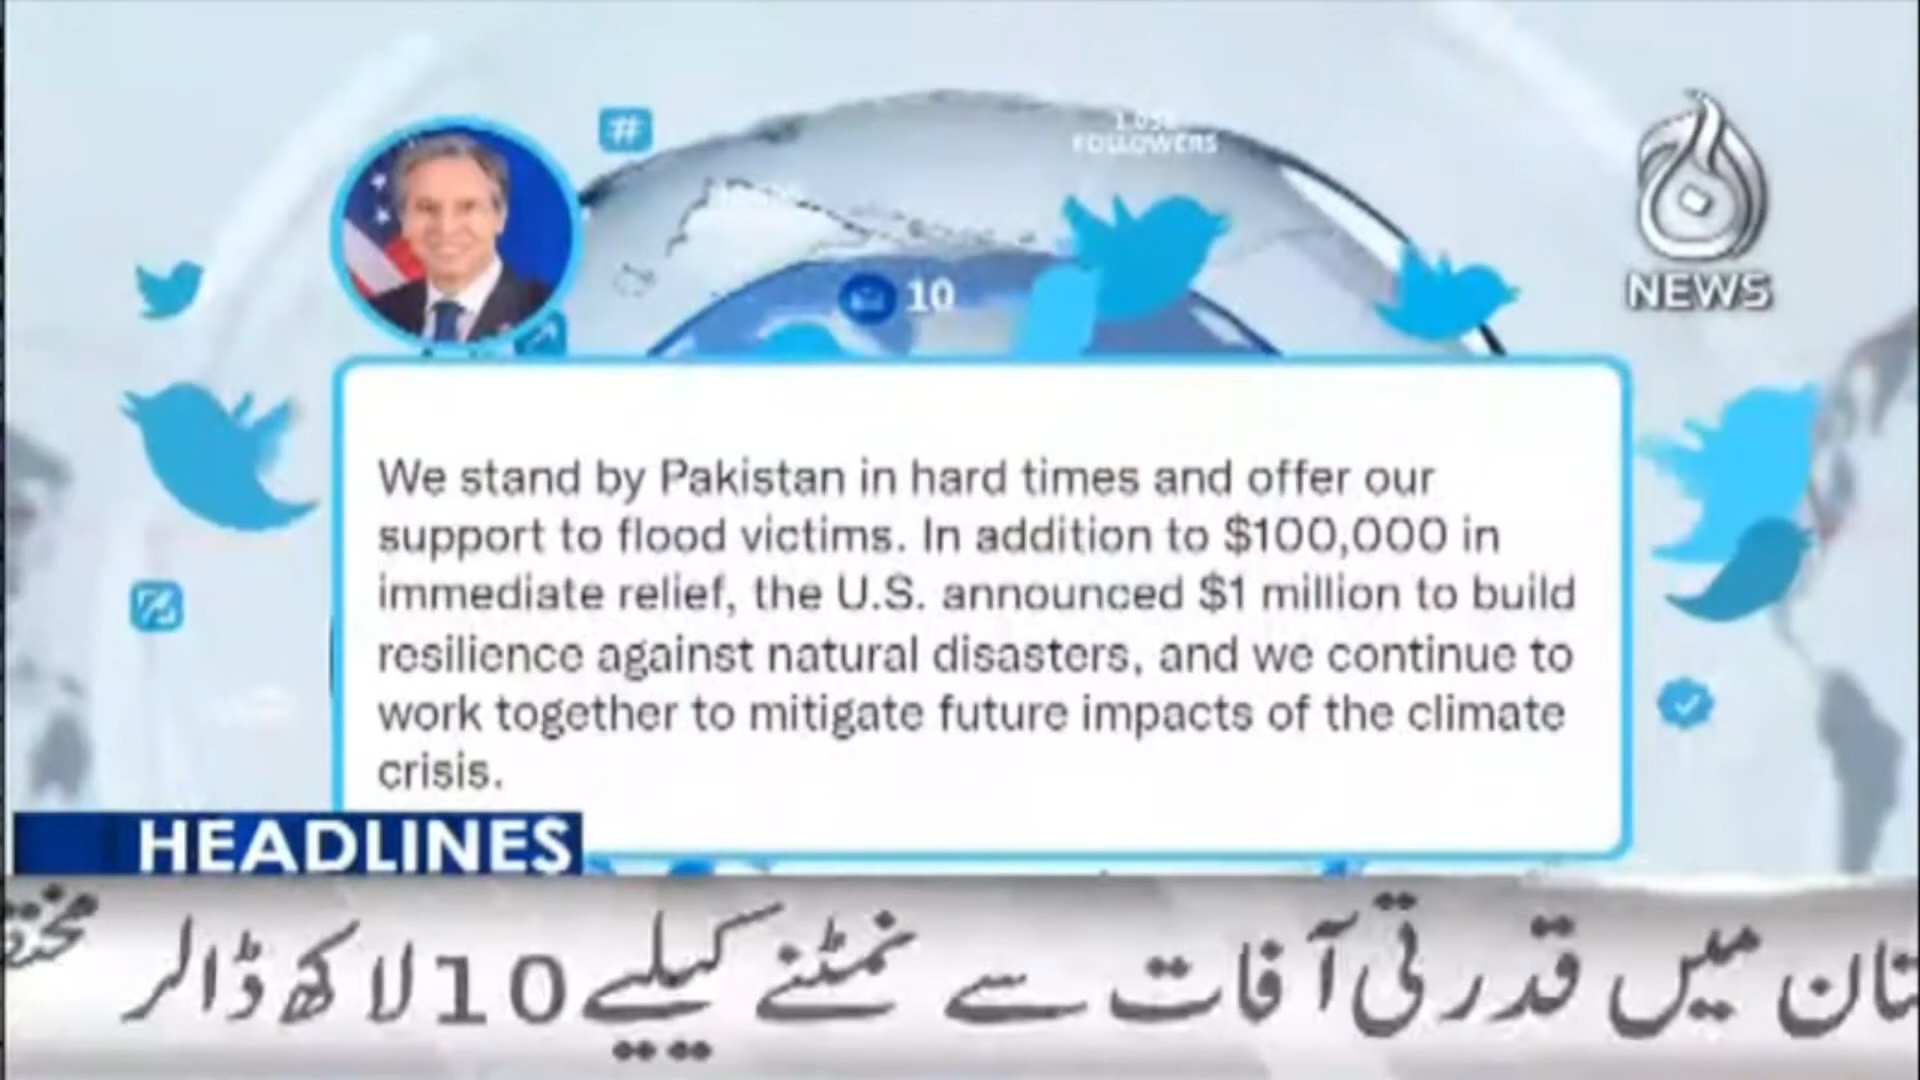 #
FOLLOWERS
10
NEWS
We stand by Pakistan in hard times and offer our
support to flood victims. In addition to $100,000 in
immediate relief, the U.S. announced $1 million to build
resilience against natural disasters, and we continue to
work together to mitigate future impacts of the climate
crisis.
HEADLINES
میں قدرتی آفات سے نمٹنے کیلیے 10 لاکھ ڈالر